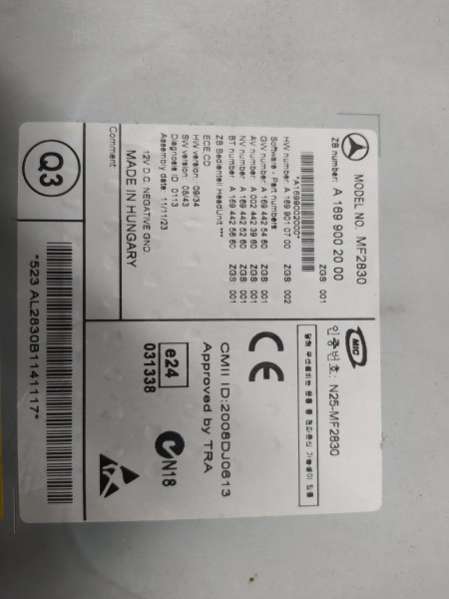 MODEL NO. MF2830
ZB number: A 169 900 20 00 ZGS 001
*A1699002000*
HW number: A 169 901 07 00 ZGS 002
Software - Part numbers
GW number: A 169 442 54 60 ZGS 001
AV number: A 002 442 39 60 ZGS 001
NV number: A 169 442 52 60 ZGS 001
BT number: A 169 442 56 60 ZGS 001
ZB Bedienteil Headunit ***
ECE,CD
HW version: 09/34
SW version: 08/43
Diagnosis ID 0113
Assembly date: 11/11/23
12V D.C. NEGATIVE GND
MADE IN HUNGARY
Comment
Q3
*523 AL2830B1141117*
MIC
인증번호: N25-MF2830
CE
CMII ID:2008DJ0613
Approved by TRA
e24
031338
N18